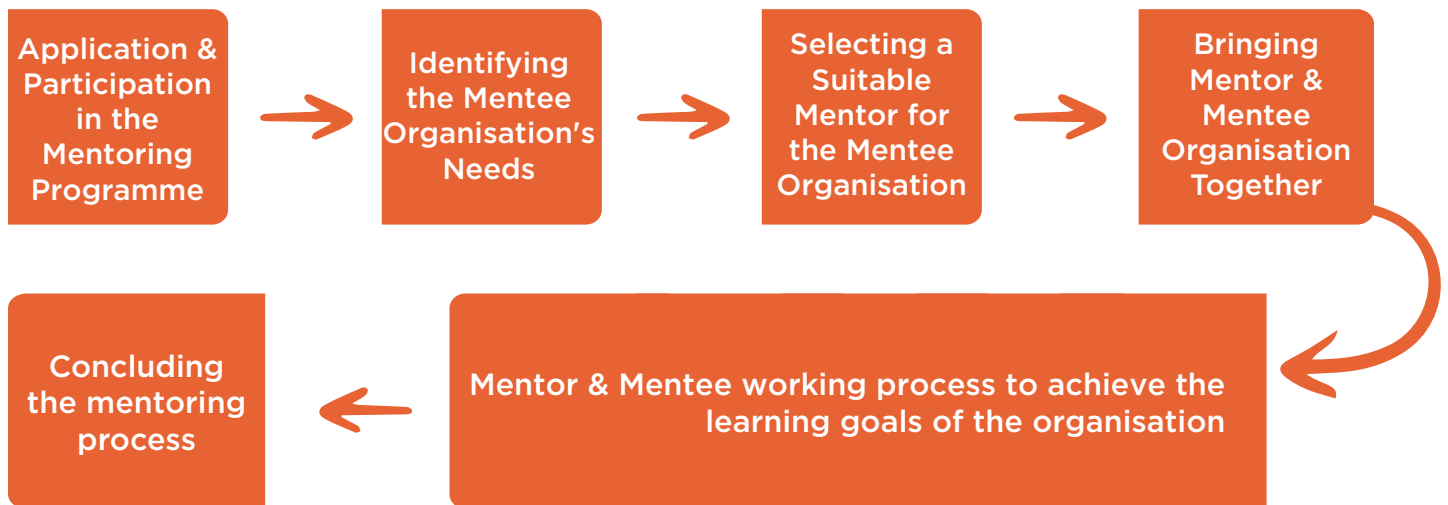 Application &
Participation
in the
Mentoring
Programme
Identifying
the Mentee
Organisation's
Needs
Selecting a
Suitable
Mentor for
the Mentee
Organisation
Bringing
Mentor &
Mentee
Organisation
Together
Mentor & Mentee working process to achieve the
learning goals of the organisation
Concluding
the mentoring
process